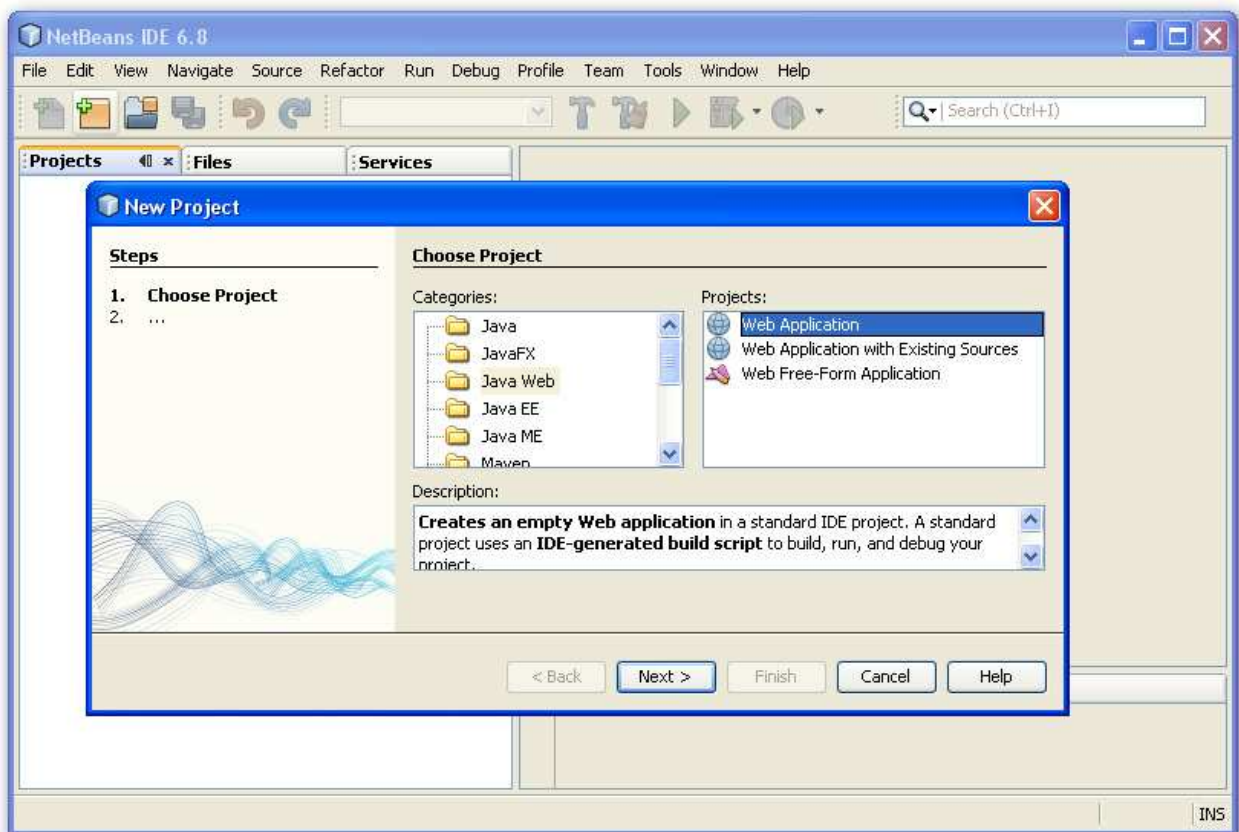 NetBeans IDE 6.8
File Edit View Navigate Source Refactor Run Debug Profile Team Tools Window Help
Search (Ctrl+I)
Projects Files Services
New Project
Steps
1. Choose Project
2. ...
Choose Project
Categories:
Java
JavaFX
Java Web
Java EE
Java ME
Maven
Projects:
Web Application
Web Application with Existing Sources
Web Free-Form Application
Description:
Creates an empty Web application in a standard IDE project. A standard
project uses an IDE-generated build script to build, run, and debug your
project.
< Back Next > Finish Cancel Help
INS